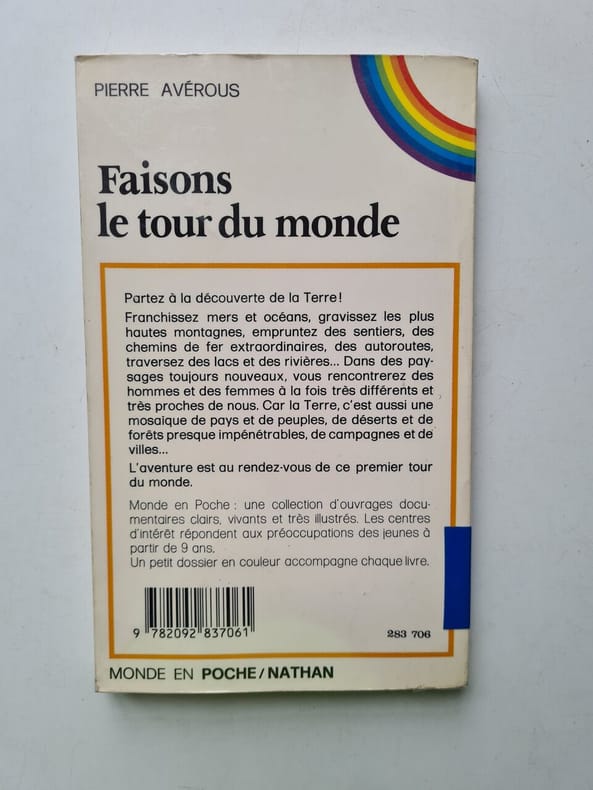 PIERRE AVÉROUS
Faisons
le tour du monde
Partez à la découverte de la Terre!
Franchissez mers et océans, gravissez les plus
hautes montagnes, empruntez des sentiers, des
chemins de fer extraordinaires, des autoroutes,
traversez des lacs et des rivières... Dans des pay-
sages toujours nouveaux, vous rencontrerez des
hommes et des femmes à la fois très différents et
très proches de nous. Car la Terre, c'est aussi une
mosaïque de pays et de peuples, de déserts et de
forêts presque impénétrables, de campagnes et de
villes...
L'aventure est au rendez-vous de ce premier tour
du monde.
Monde en Poche : une collection d'ouvrages docu-
mentaires clairs, vivants et très illustrés. Les centres
d'intérêt répondent aux préoccupations des jeunes à
partir de 9 ans.
Un petit dossier en couleur accompagne chaque livre.
9 782092 837061
283 706
MONDE EN POCHE/NATHAN